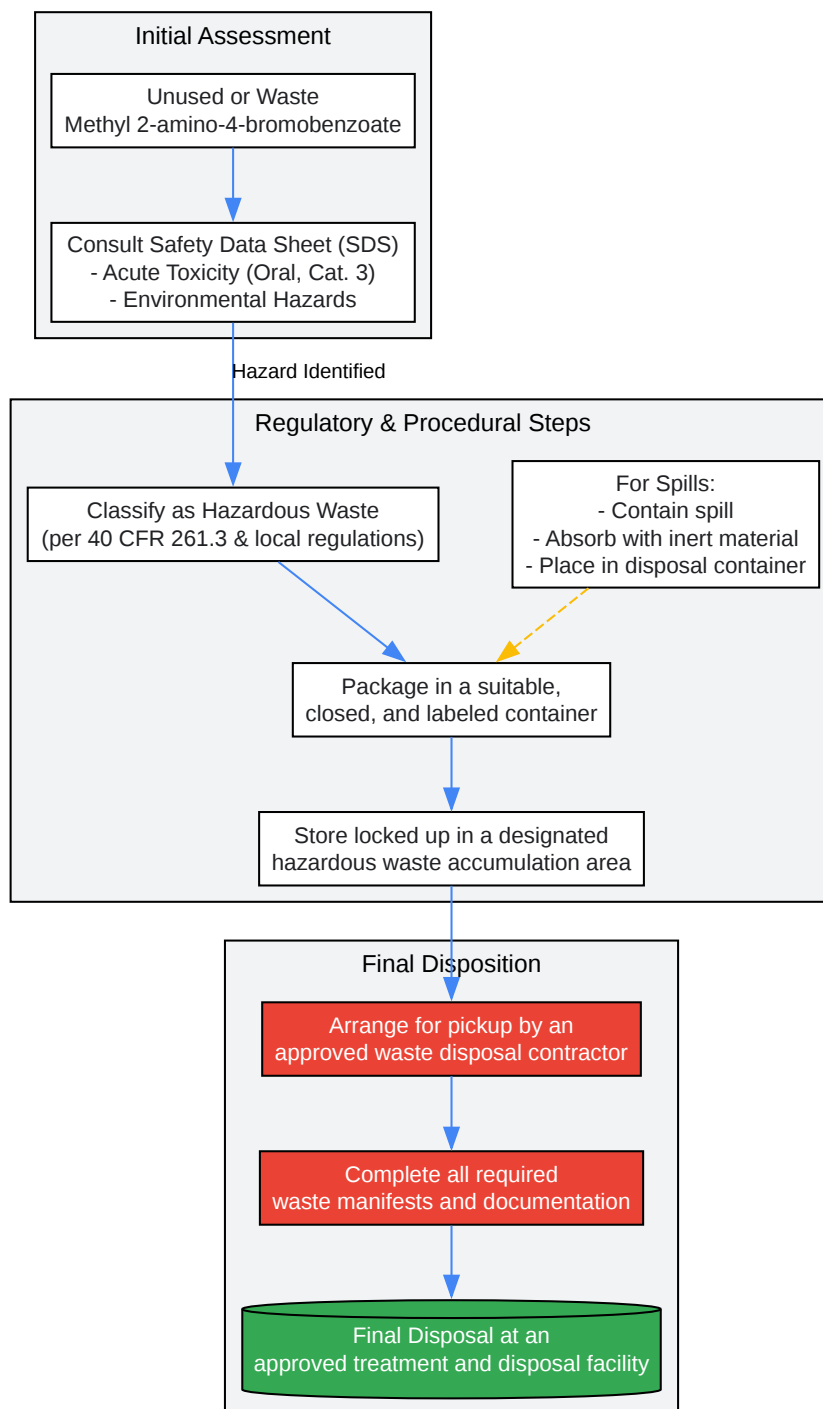 Initial Assessment
Unused or Waste
Methyl 2-amino-4-bromobenzoate
Consult Safety Data Sheet (SDS)
- Acute Toxicity (Oral, Cat. 3)
- Environmental Hazards
Hazard Identified
Regulatory & Procedural Steps
Classify as Hazardous Waste
(per 40 CFR 261.3 & local regulations)
For Spills:
- Contain spill
- Absorb with inert material
- Place in disposal container
Package in a suitable,
closed, and labeled container
Store locked up in a designated
hazardous waste accumulation area
Final Disposition
Arrange for pickup by an
approved waste disposal contractor
Complete all required
waste manifests and documentation
Final Disposal at an
approved treatment and disposal facility